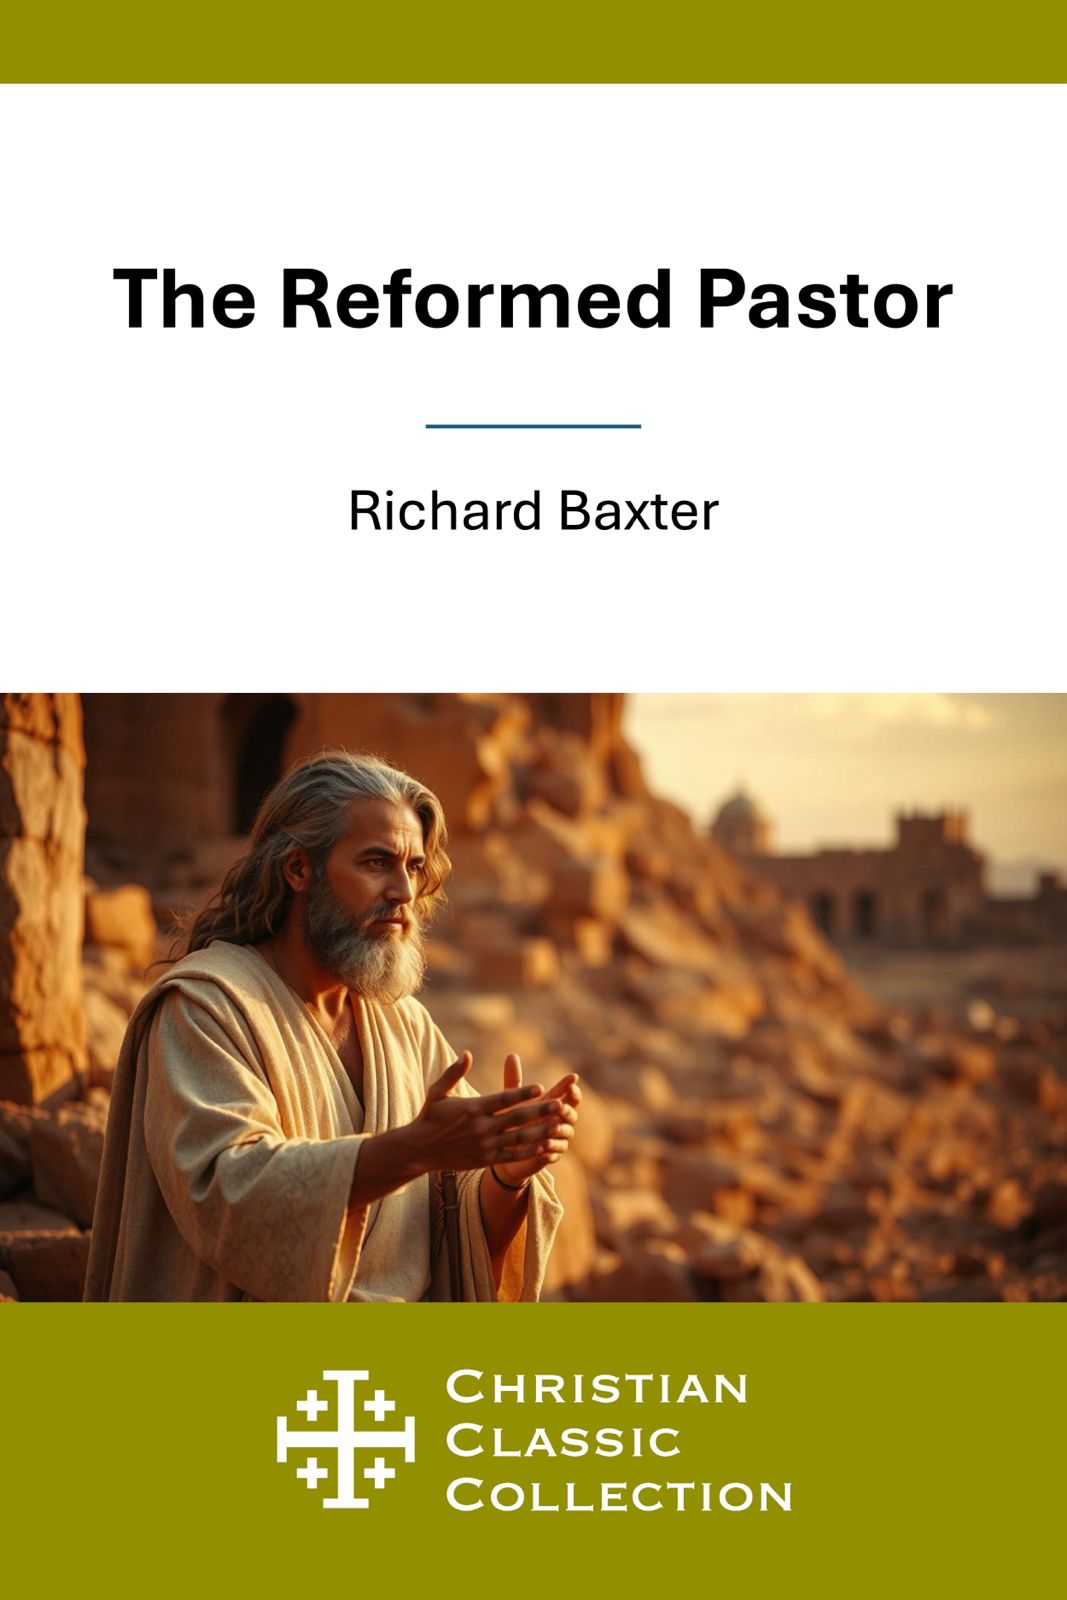 The Reformed Pastor
Richard Baxter
Christian
Classic
Collection